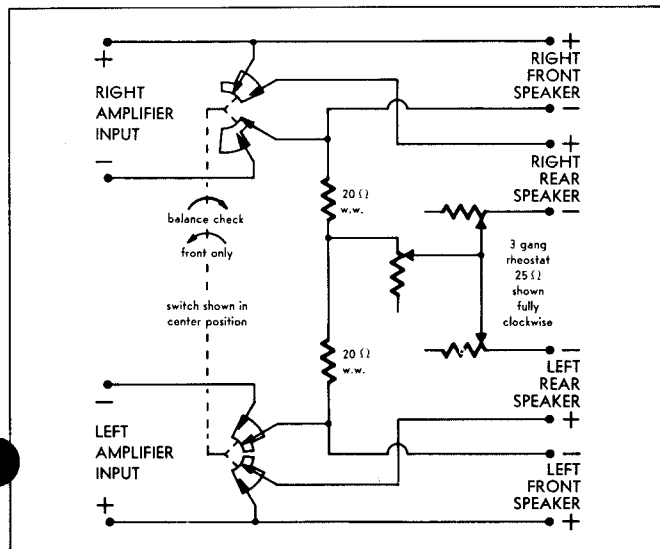 +
RIGHT
AMPLIFIER
INPUT
−
+
RIGHT
FRONT
SPEAKER
−
+
RIGHT
REAR
SPEAKER
−
20 Ω
w.w.
balance check
front only
switch shown in
center position
3 gang
rheostat
25 Ω
shown
fully
clockwise
20 Ω
w.w.
−
LEFT
AMPLIFIER
INPUT
+
−
LEFT
REAR
SPEAKER
+
−
LEFT
FRONT
SPEAKER
+